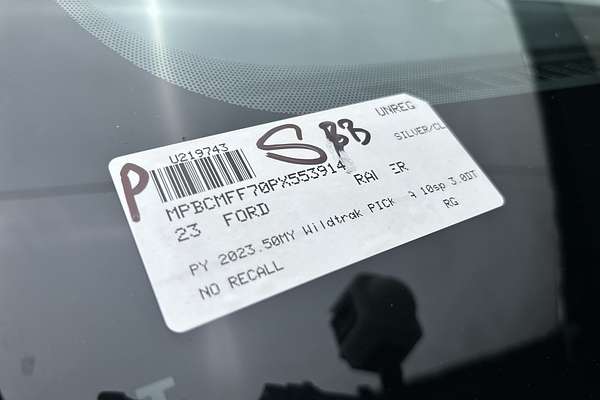 UNREG
U219743
P S BB
SILVER/CL
MPBCMFF70PX553914
23 FORD RA ER
PY 2023.50MY Wildtrak PICK 10sp 3.0DT
NO RECALL RG